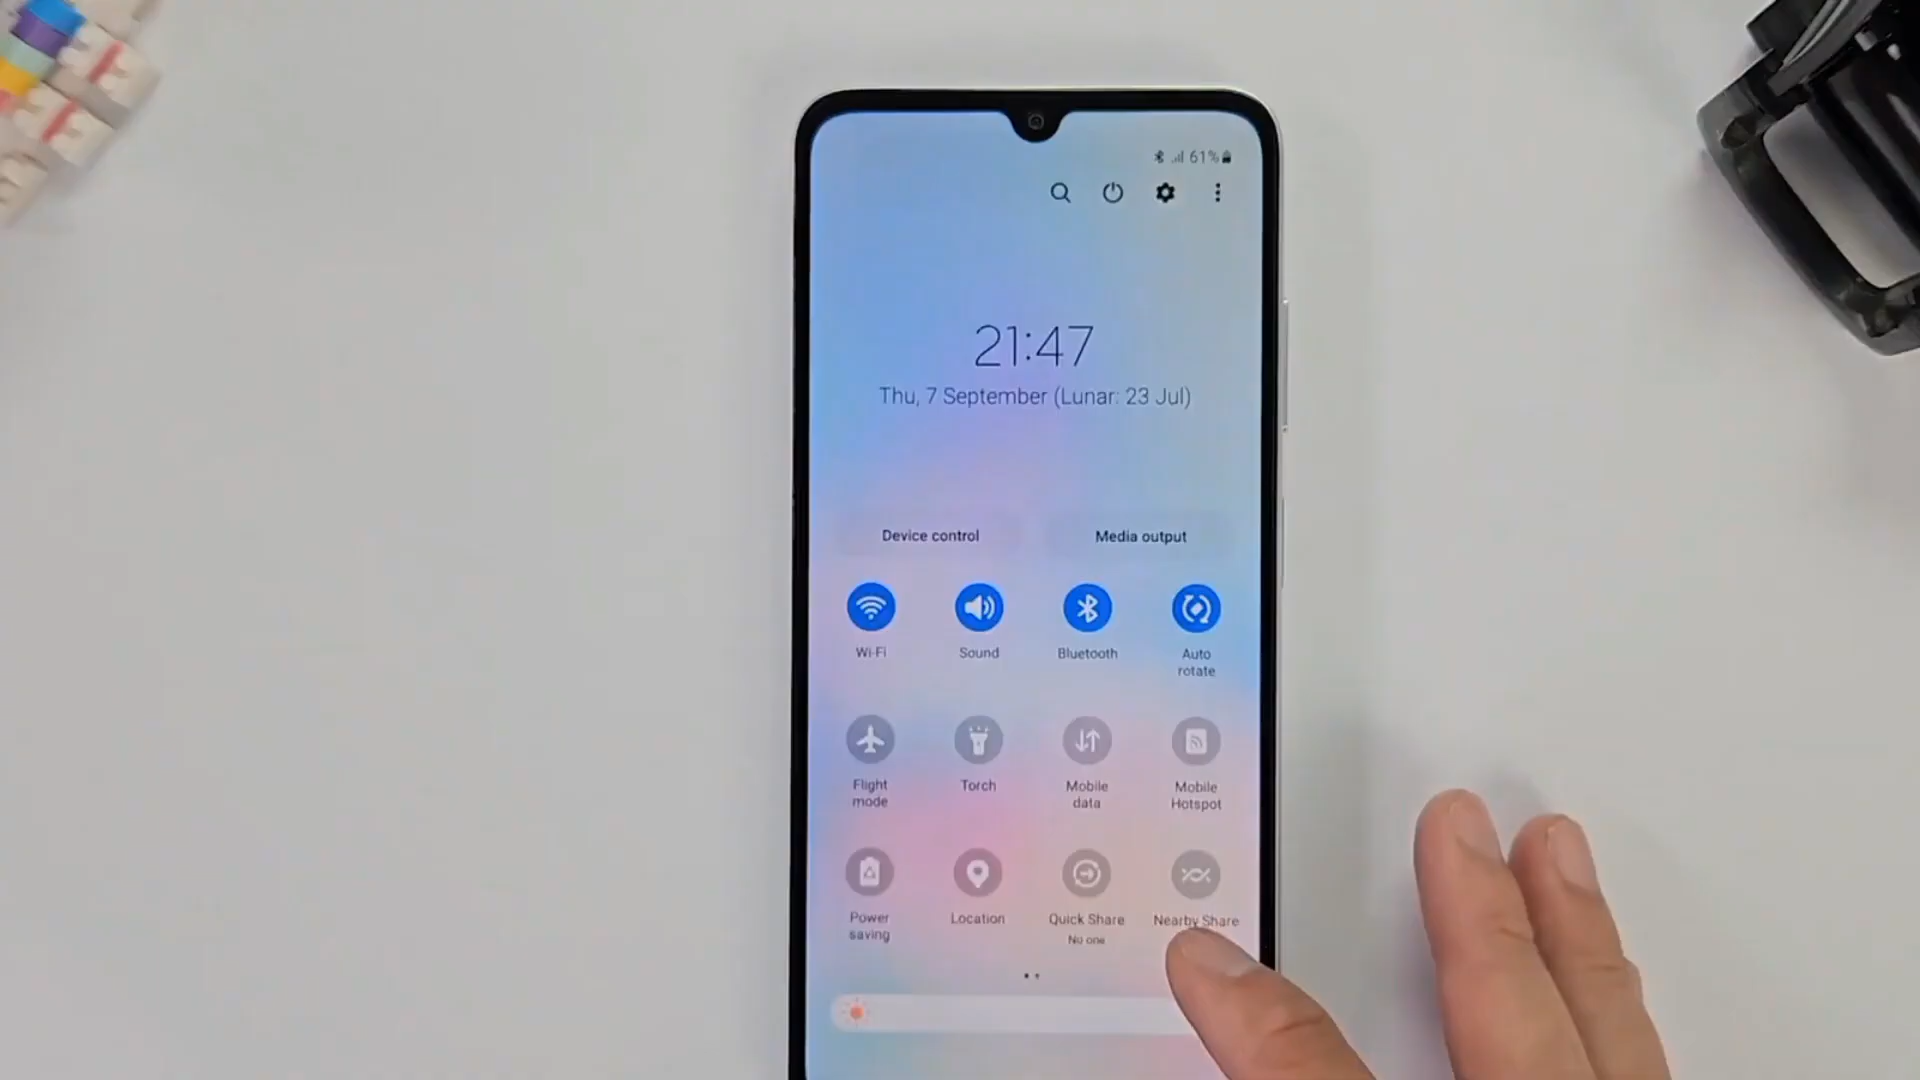 61%
21:47
Thu, 7 September (Lunar: 23 Jul)
Device control
Media output
Wi-Fi
Sound
Bluetooth
Auto
rotate
Flight
mode
Torch
Mobile
data
Mobile
Hotspot
Power
saving
Location
Quick Share
No one
Nearby Share